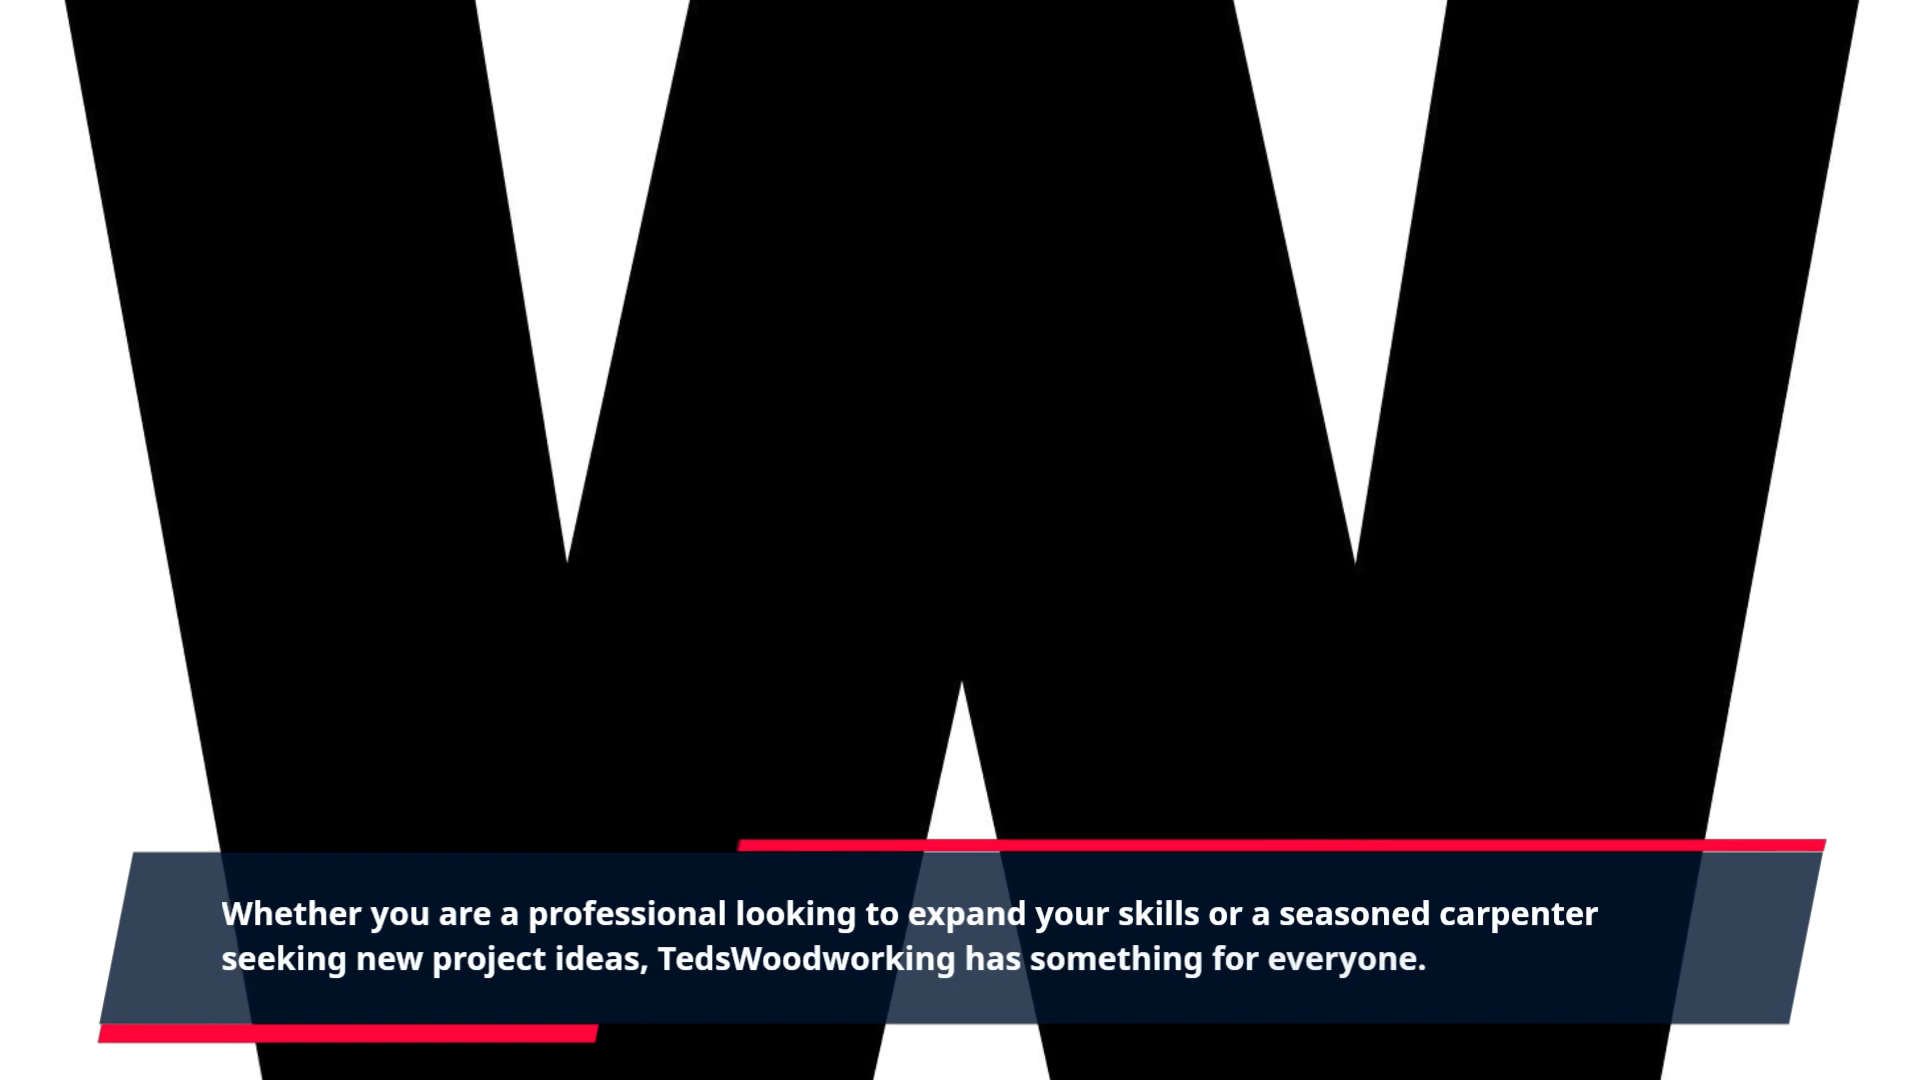 W
Whether you are a professional looking to expand your skills or a seasoned carpenter
seeking new project ideas, TedsWoodworking has something for everyone.